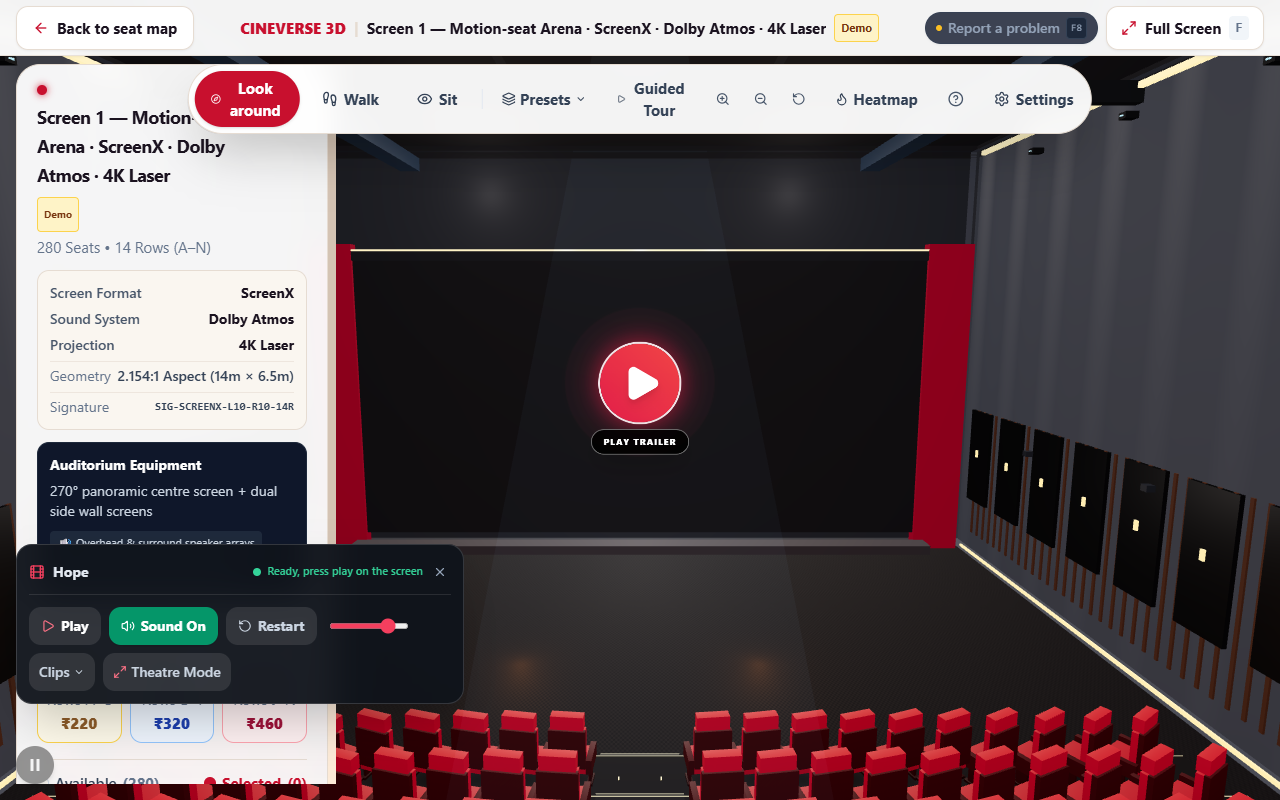 Back to seat map
CINEVERSE 3D
Screen 1 — Motion-seat Arena · ScreenX · Dolby Atmos · 4K Laser
Demo
Report a problem F8
Full Screen F
Look around
Walk
Sit
Presets
Guided Tour
Heatmap
Settings
Screen 1 — Motion-
Arena · ScreenX · Dolby
Atmos · 4K Laser
Demo
280 Seats • 14 Rows (A–N)
Screen Format ScreenX
Sound System Dolby Atmos
Projection 4K Laser
Geometry 2.154:1 Aspect (14m × 6.5m)
Signature SIG-SCREENX-L10-R10-14R
Auditorium Equipment
270° panoramic centre screen + dual
side wall screens
Overhead & surround speaker arrays
PLAY TRAILER
Hope
Ready, press play on the screen
Play
Sound On
Restart
Clips
Theatre Mode
₹220
₹320
₹460
Available (280)
Selected (0)